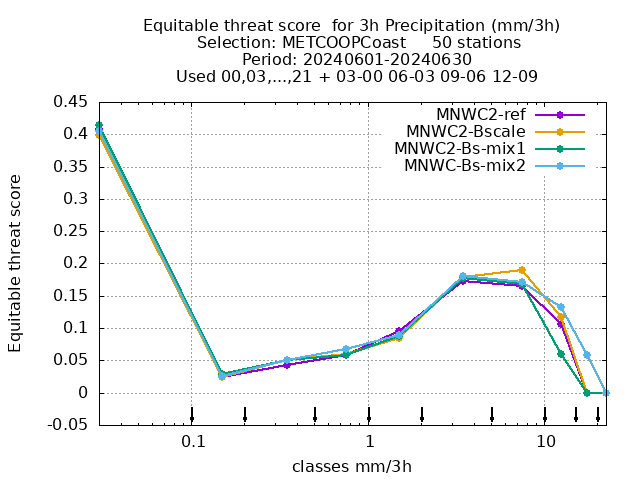 Equitable threat score  for 3h Precipitation (mm/3h)
Selection: METCOOPCoast     50 stations
Period: 20240601-20240630
Used 00,03,...,21 + 03-00 06-03 09-06 12-09
MNWC2-ref
MNWC2-Bscale
MNWC2-Bs-mix1
MNWC-Bs-mix2
Equitable threat score
0.45
0.4
0.35
0.3
0.25
0.2
0.15
0.1
0.05
0
-0.05
0.1 1 10
classes mm/3h